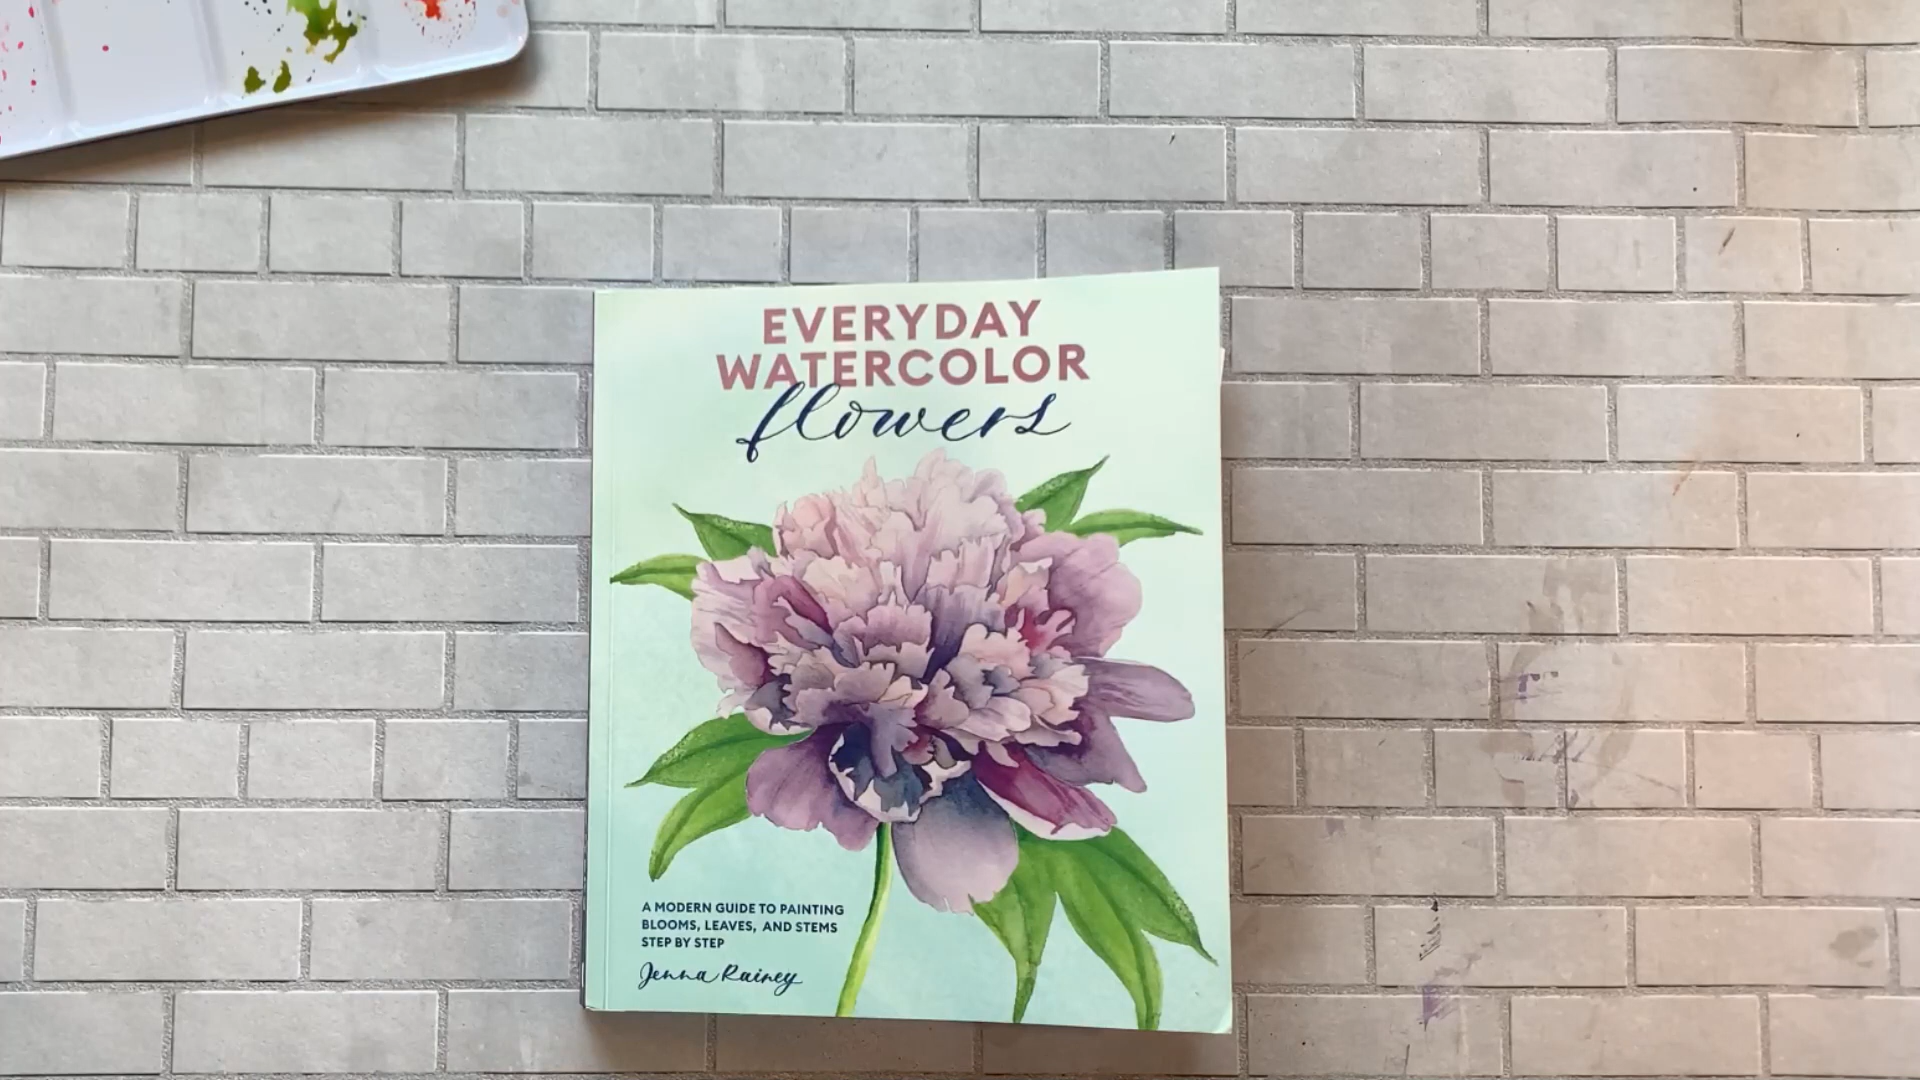 EVERYDAY
WATERCOLOR
flowers
A MODERN GUIDE TO PAINTING
BLOOMS, LEAVES, AND STEMS
STEP BY STEP
Jenna Rainey